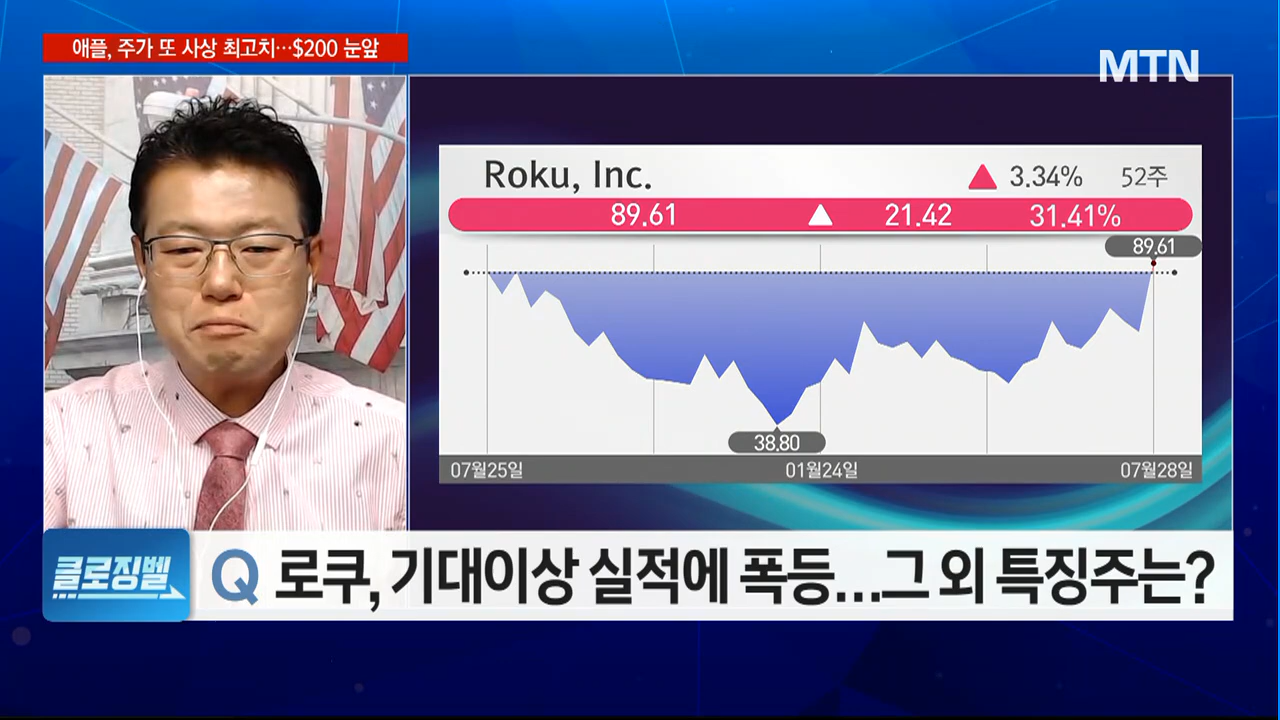 애플, 주가 또 사상 최고치…$200 눈앞
MTN
Roku, Inc. ▲ 3.34% 52주
89.61 △ 21.42 31.41%
89.61
38.80
07월25일 01월24일 07월28일
클로징벨
Q 로쿠, 기대이상 실적에 폭등...그 외 특징주는?